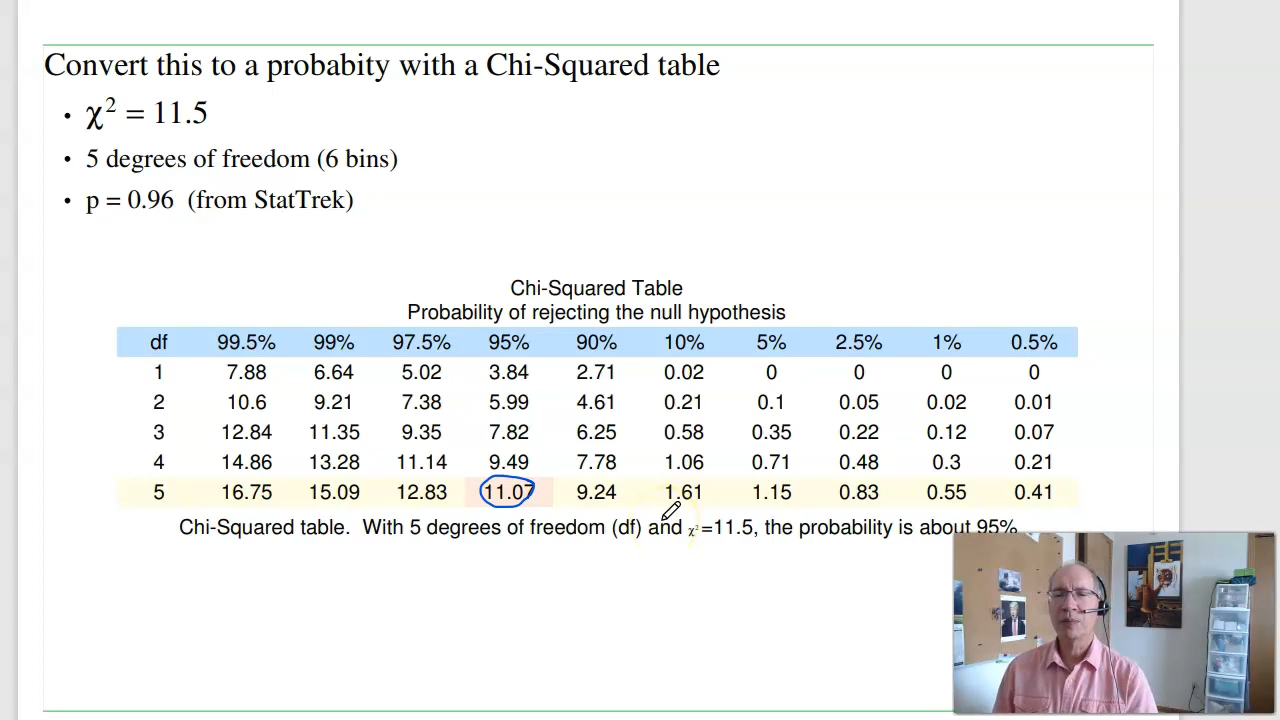 Convert this to a probabity with a Chi-Squared table
• χ² = 11.5
• 5 degrees of freedom (6 bins)
• p = 0.96 (from StatTrek)
Chi-Squared Table
Probability of rejecting the null hypothesis
df 99.5% 99% 97.5% 95% 90% 10% 5% 2.5% 1% 0.5%
1 7.88 6.64 5.02 3.84 2.71 0.02 0 0 0 0
2 10.6 9.21 7.38 5.99 4.61 0.21 0.1 0.05 0.02 0.01
3 12.84 11.35 9.35 7.82 6.25 0.58 0.35 0.22 0.12 0.07
4 14.86 13.28 11.14 9.49 7.78 1.06 0.71 0.48 0.3 0.21
5 16.75 15.09 12.83 11.07 9.24 1.61 1.15 0.83 0.55 0.41
Chi-Squared table. With 5 degrees of freedom (df) and χ²=11.5, the probability is about 95%